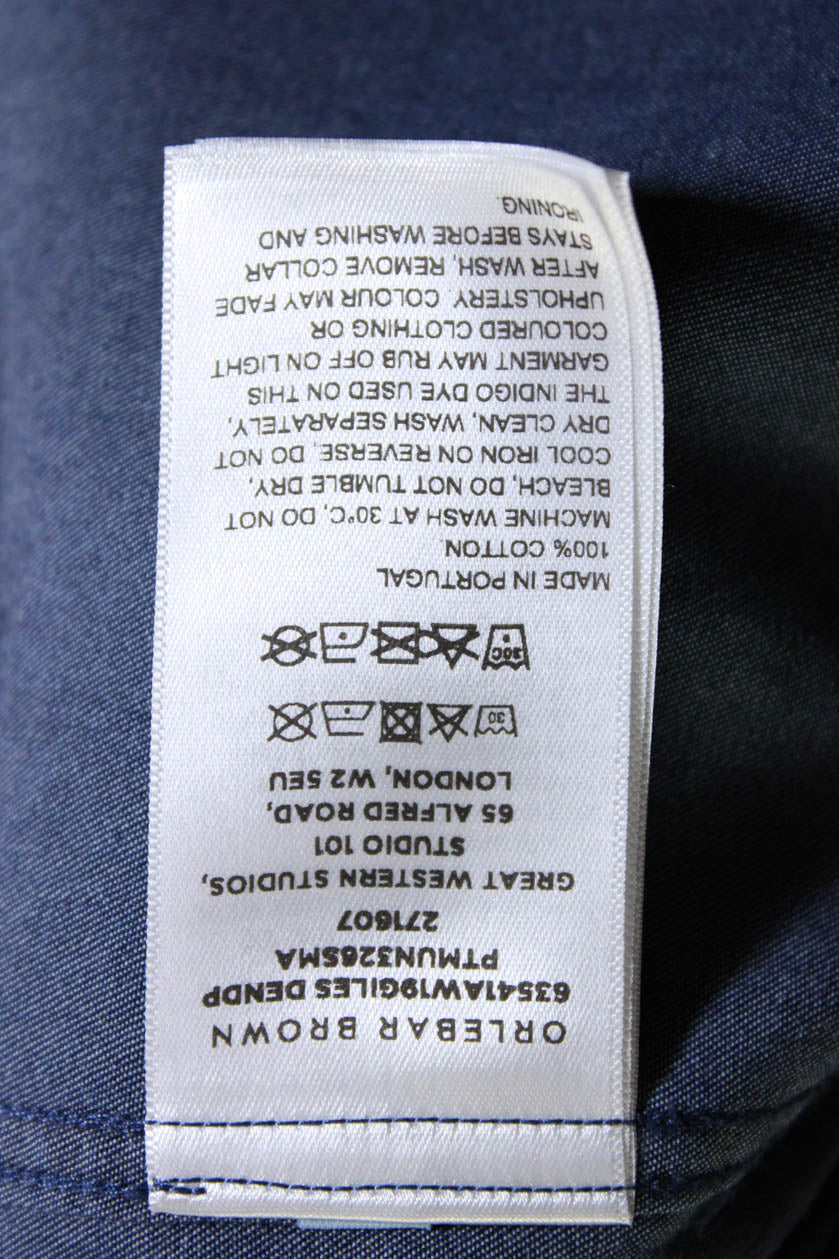 ORLEBAR BROWN
63541AW19GILES DENDP
PTMUN326SMA
271607
GREAT WESTERN STUDIOS,
STUDIO 101
65 ALFRED ROAD,
LONDON, W2 5EU
30
30C
MADE IN PORTUGAL
100% COTTON.
MACHINE WASH AT 30°C, DO NOT
BLEACH, DO NOT TUMBLE DRY,
COOL IRON ON REVERSE, DO NOT
DRY CLEAN, WASH SEPARATELY,
THE INDIGO DYE USED ON THIS
GARMENT MAY RUB OFF ON LIGHT
COLOURED CLOTHING OR
UPHOLSTERY. COLOUR MAY FADE
AFTER WASH, REMOVE COLLAR
STAYS BEFORE WASHING AND
IRONING.